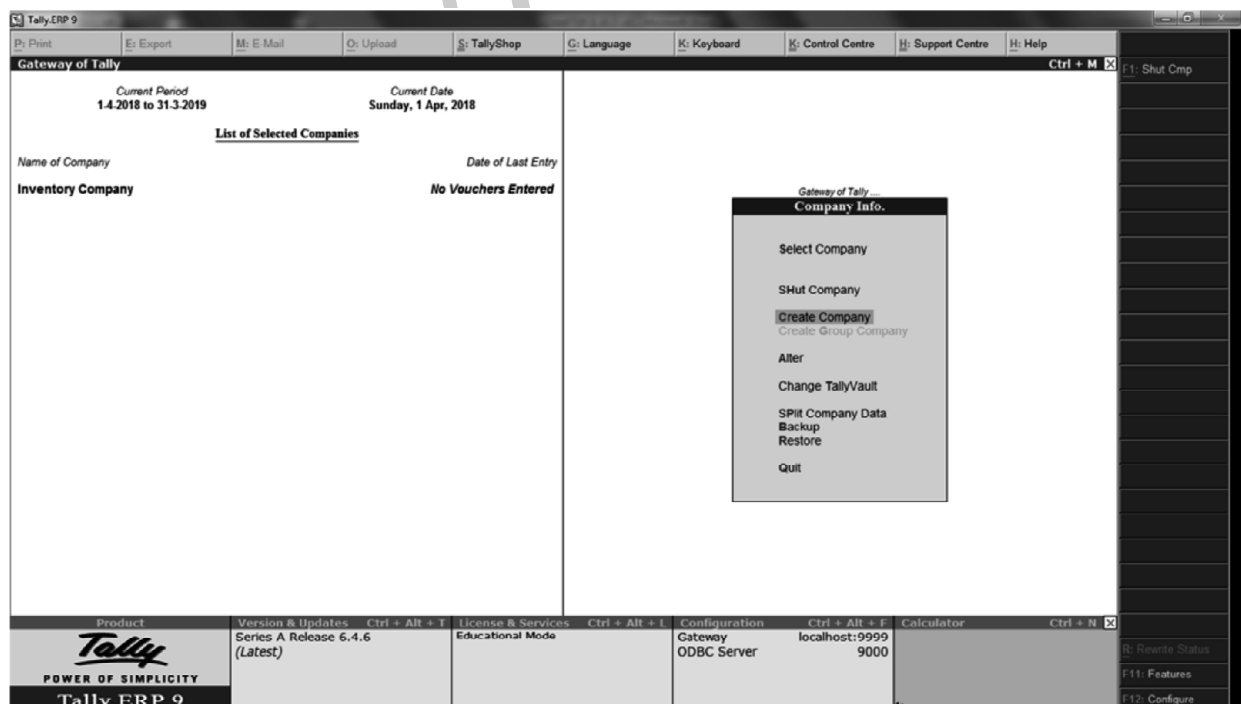 Tally.ERP 9
P: Print E: Export M: E-Mail O: Upload S: TallyShop G: Language K: Keyboard K: Control Centre H: Support Centre H: Help
Gateway of Tally Ctrl + M
F1: Shut Cmp
Current Period Current Date
1-4-2018 to 31-3-2019 Sunday, 1 Apr, 2018
List of Selected Companies
Name of Company Date of Last Entry
Inventory Company No Vouchers Entered
Gateway of Tally ....
Company Info.
Select Company
SHut Company
Create Company
Create Group Company
Alter
Change TallyVault
SPlit Company Data
Backup
Restore
Quit
Product Version & Updates Ctrl + Alt + T License & Services Ctrl + Alt + L Configuration Ctrl + Alt + F Calculator Ctrl + N
Tally
POWER OF SIMPLICITY
Tally.ERP 9
Series A Release 6.4.6
(Latest)
Educational Mode
Gateway localhost:9999
ODBC Server 9000
R: Rewrite Status
F11: Features
F12: Configure